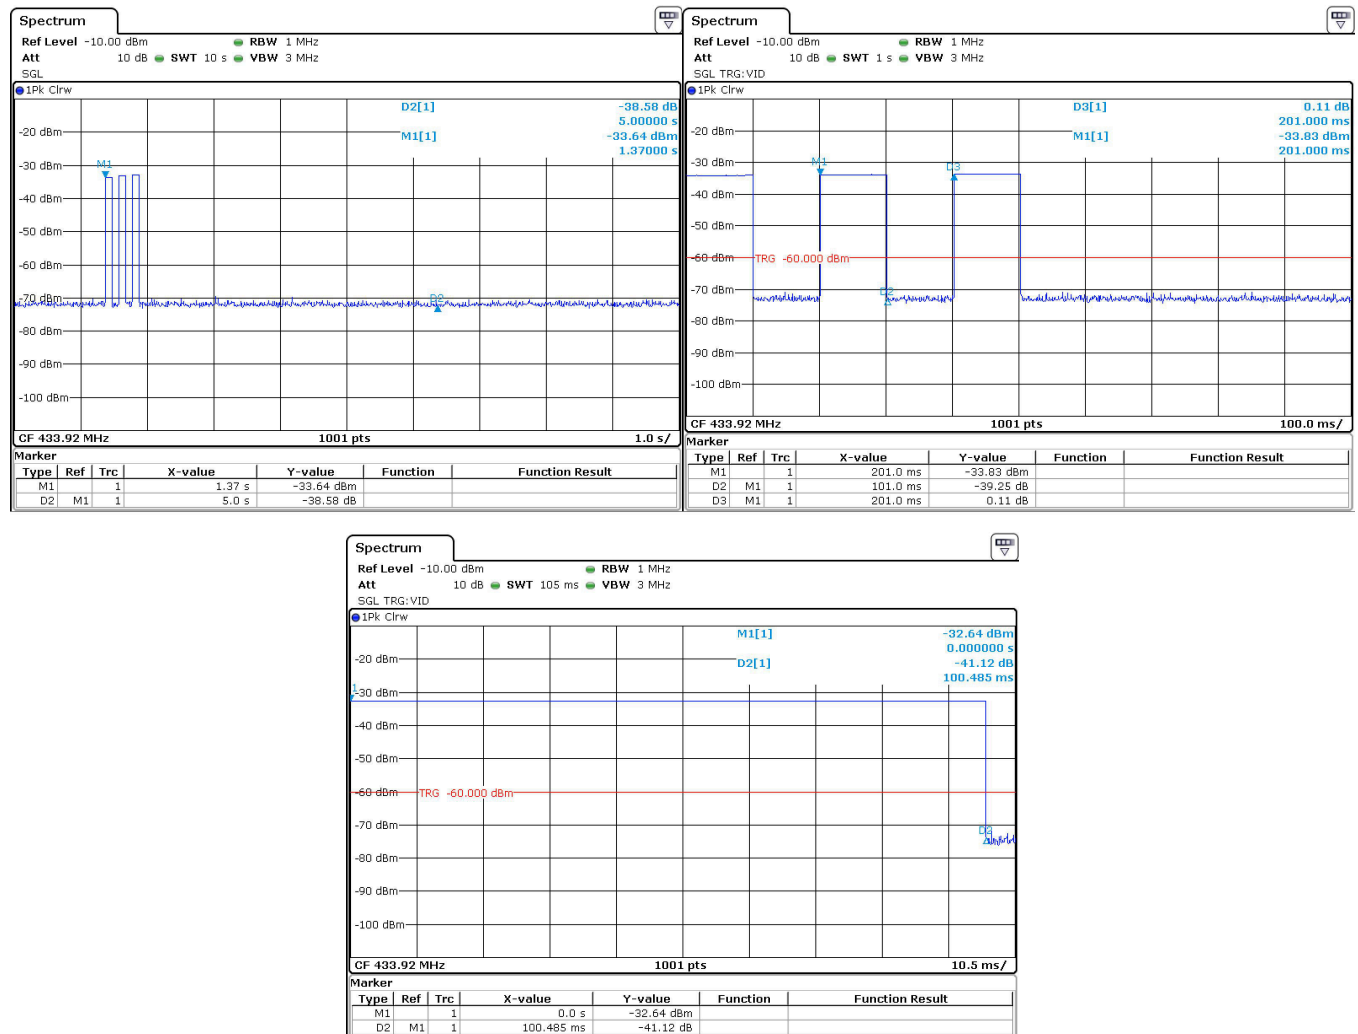 Spectrum
Ref Level -10.00 dBm RBW 1 MHz
Att 10 dB SWT 10 s VBW 3 MHz
SGL
1Pk Clrw
D2[1] -38.58 dB
5.00000 s
M1[1] -33.64 dBm
1.37000 s
-20 dBm
-30 dBm
M1
-40 dBm
-50 dBm
-60 dBm
-70 dBm
D2
-80 dBm
-90 dBm
-100 dBm
CF 433.92 MHz 1001 pts 1.0 s/
Marker
Type Ref Trc X-value Y-value Function Function Result
M1 1 1.37 s -33.64 dBm
D2 M1 1 5.0 s -38.58 dB
Spectrum
Ref Level -10.00 dBm RBW 1 MHz
Att 10 dB SWT 1 s VBW 3 MHz
SGL TRG:VID
1Pk Clrw
D3[1] 0.11 dB
201.000 ms
M1[1] -33.83 dBm
201.000 ms
-20 dBm
-30 dBm
M1 D3
-40 dBm
-50 dBm
-60 dBm
TRG -60.000 dBm
-70 dBm
D2
-80 dBm
-90 dBm
-100 dBm
CF 433.92 MHz 1001 pts 100.0 ms/
Marker
Type Ref Trc X-value Y-value Function Function Result
M1 1 201.0 ms -33.83 dBm
D2 M1 1 101.0 ms -39.25 dB
D3 M1 1 201.0 ms 0.11 dB
Spectrum
Ref Level -10.00 dBm RBW 1 MHz
Att 10 dB SWT 105 ms VBW 3 MHz
SGL TRG:VID
1Pk Clrw
M1[1] -32.64 dBm
0.000000 s
D2[1] -41.12 dB
100.485 ms
-20 dBm
1
-30 dBm
-40 dBm
-50 dBm
-60 dBm
TRG -60.000 dBm
-70 dBm
D2
-80 dBm
-90 dBm
-100 dBm
CF 433.92 MHz 1001 pts 10.5 ms/
Marker
Type Ref Trc X-value Y-value Function Function Result
M1 1 0.0 s -32.64 dBm
D2 M1 1 100.485 ms -41.12 dB